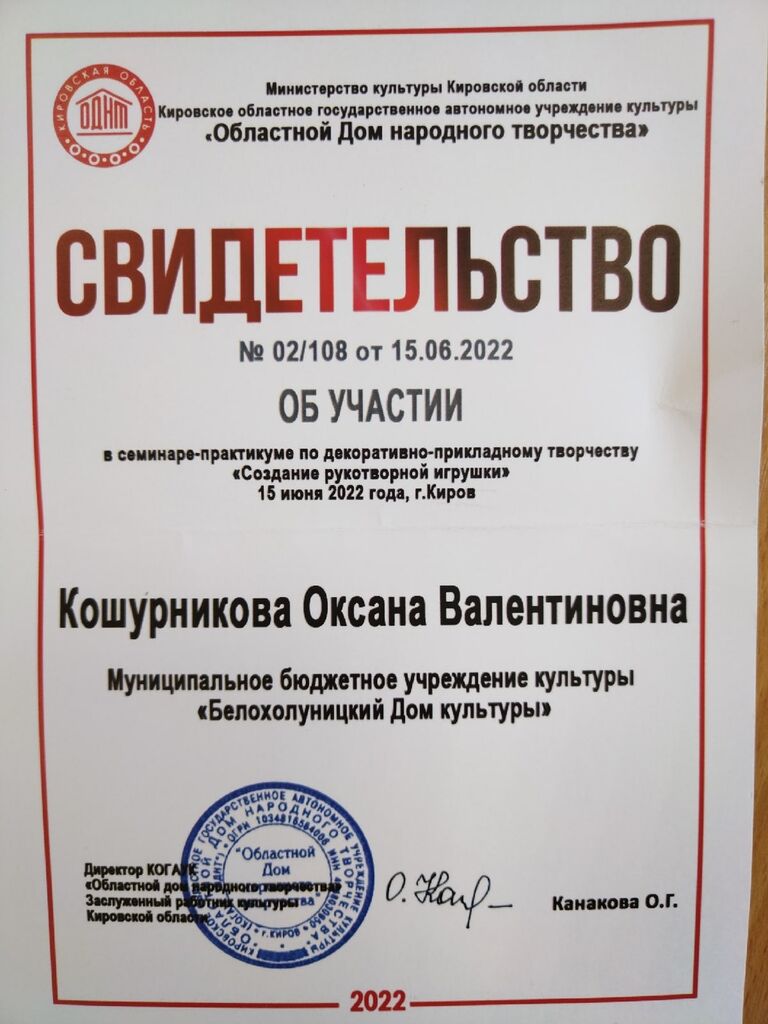 КИРОВСКАЯ ОБЛАСТЬ
ОДНТ
Министерство культуры Кировской области
Кировское областное государственное автономное учреждение культуры
«Областной Дом народного творчества»
СВИДЕТЕЛЬСТВО
№ 02/108 от 15.06.2022
ОБ УЧАСТИИ
в семинаре-практикуме по декоративно-прикладному творчеству
«Создание рукотворной игрушки»
15 июня 2022 года, г.Киров
Кошурникова Оксана Валентиновна
Муниципальное бюджетное учреждение культуры
«Белохолуницкий Дом культуры»
Директор КОГАУК
«Областной дом народного творчества»
Заслуженный работник культуры
Кировской области
"Областной
Дом
г. КИРОВ
О. Кан
Канакова О.Г.
2022